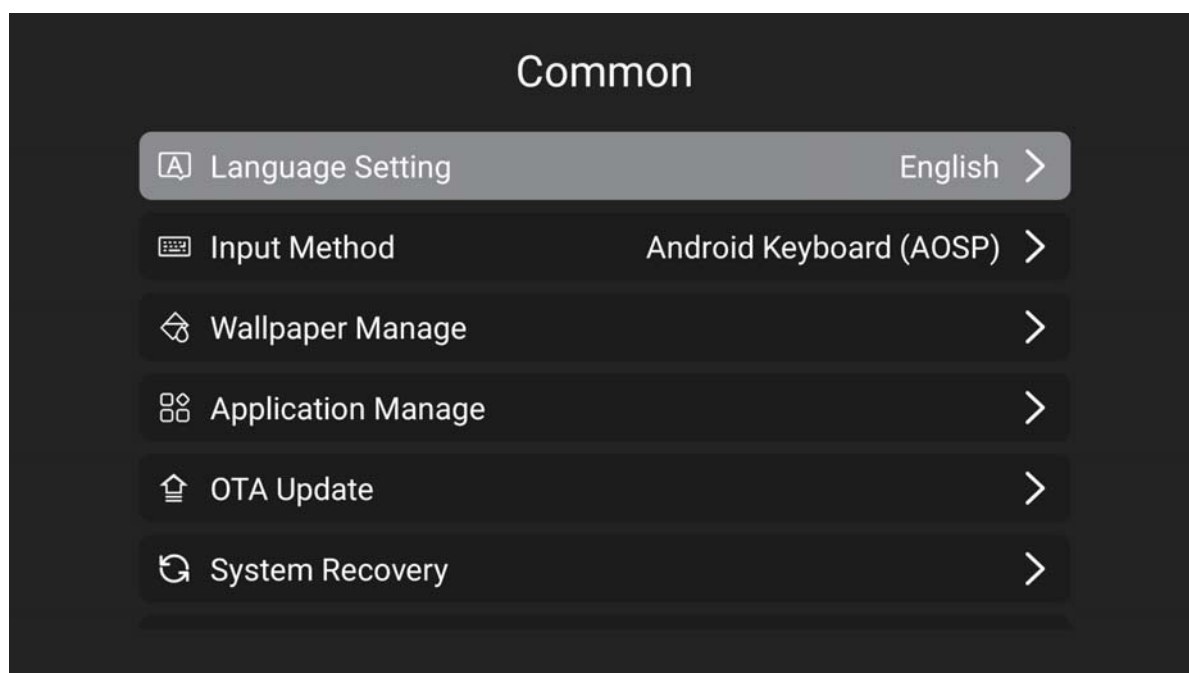 Common
Language Setting English
Input Method Android Keyboard (AOSP)
Wallpaper Manage
Application Manage
OTA Update
System Recovery